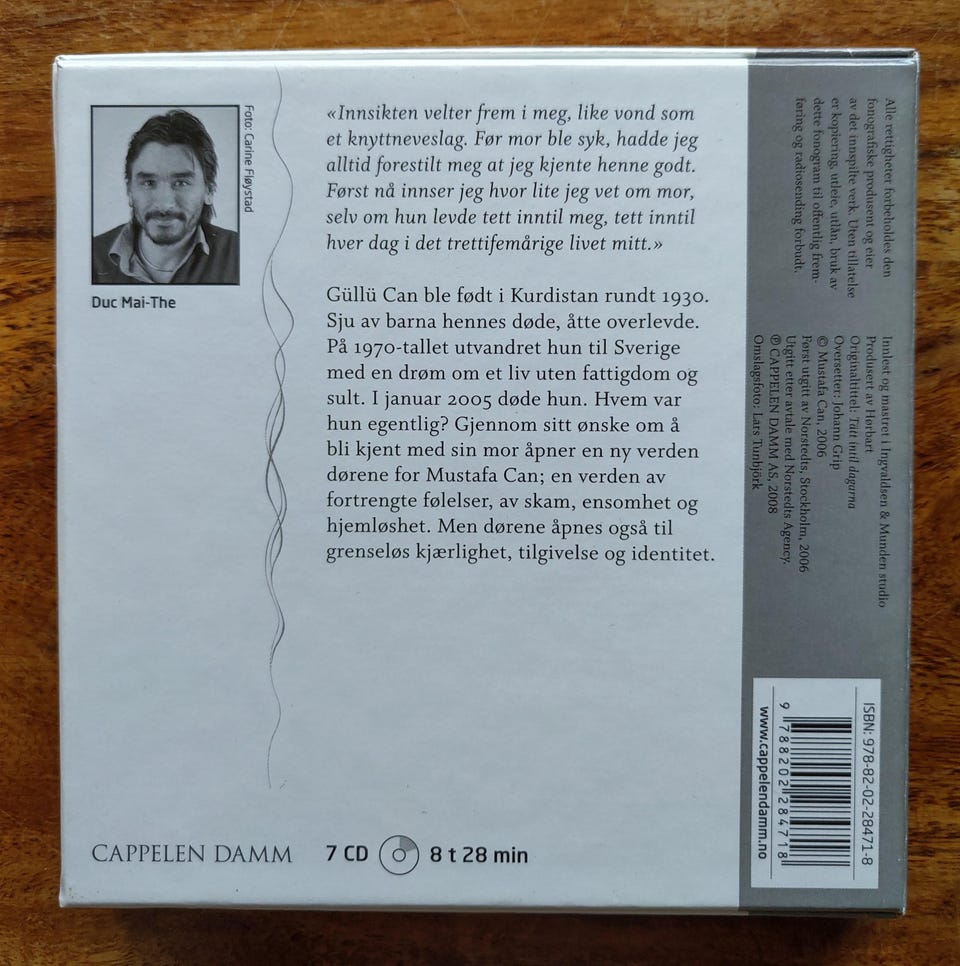 Foto: Carine Fløystad
Duc Mai-The
«Innsikten velter frem i meg, like vond som
et knyttneveslag. Før mor ble syk, hadde jeg
alltid forestilt meg at jeg kjente henne godt.
Først nå innser jeg hvor lite jeg vet om mor,
selv om hun levde tett inntil meg, tett inntil
hver dag i det trettifemårige livet mitt.»
Güllü Can ble født i Kurdistan rundt 1930.
Sju av barna hennes døde, åtte overlevde.
På 1970-tallet utvandret hun til Sverige
med en drøm om et liv uten fattigdom og
sult. I januar 2005 døde hun. Hvem var
hun egentlig? Gjennom sitt ønske om å
bli kjent med sin mor åpner en ny verden
dørene for Mustafa Can; en verden av
fortrengte følelser, av skam, ensomhet og
hjemløshet. Men dørene åpnes også til
grenseløs kjærlighet, tilgivelse og identitet.
CAPPELEN DAMM
7 CD 8 t 28 min
Alle rettigheter forbeholdes den
fonografiske produsent og eier
av det innspilte verk. Uten tillatelse
er kopiering, utleie, utlån, bruk av
dette fonogram til offentlig frem-
føring og radiosending forbudt.
Innlest og mastret i Ingvaldsen & Munden studio
Produsert av Hørbart
Originaltittel: Tätt intil dagarna
Oversetter: Johann Grip
© Mustafa Can, 2006
Først utgitt av Norstedts, Stockholm, 2006
Utgitt etter avtale med Norstedts Agency.
℗ CAPPELEN DAMM AS, 2008
Omslagsfoto: Lars Tunbjörk
ISBN: 978-82-02-28471-8
9 788202 284718
www.cappelendamm.no